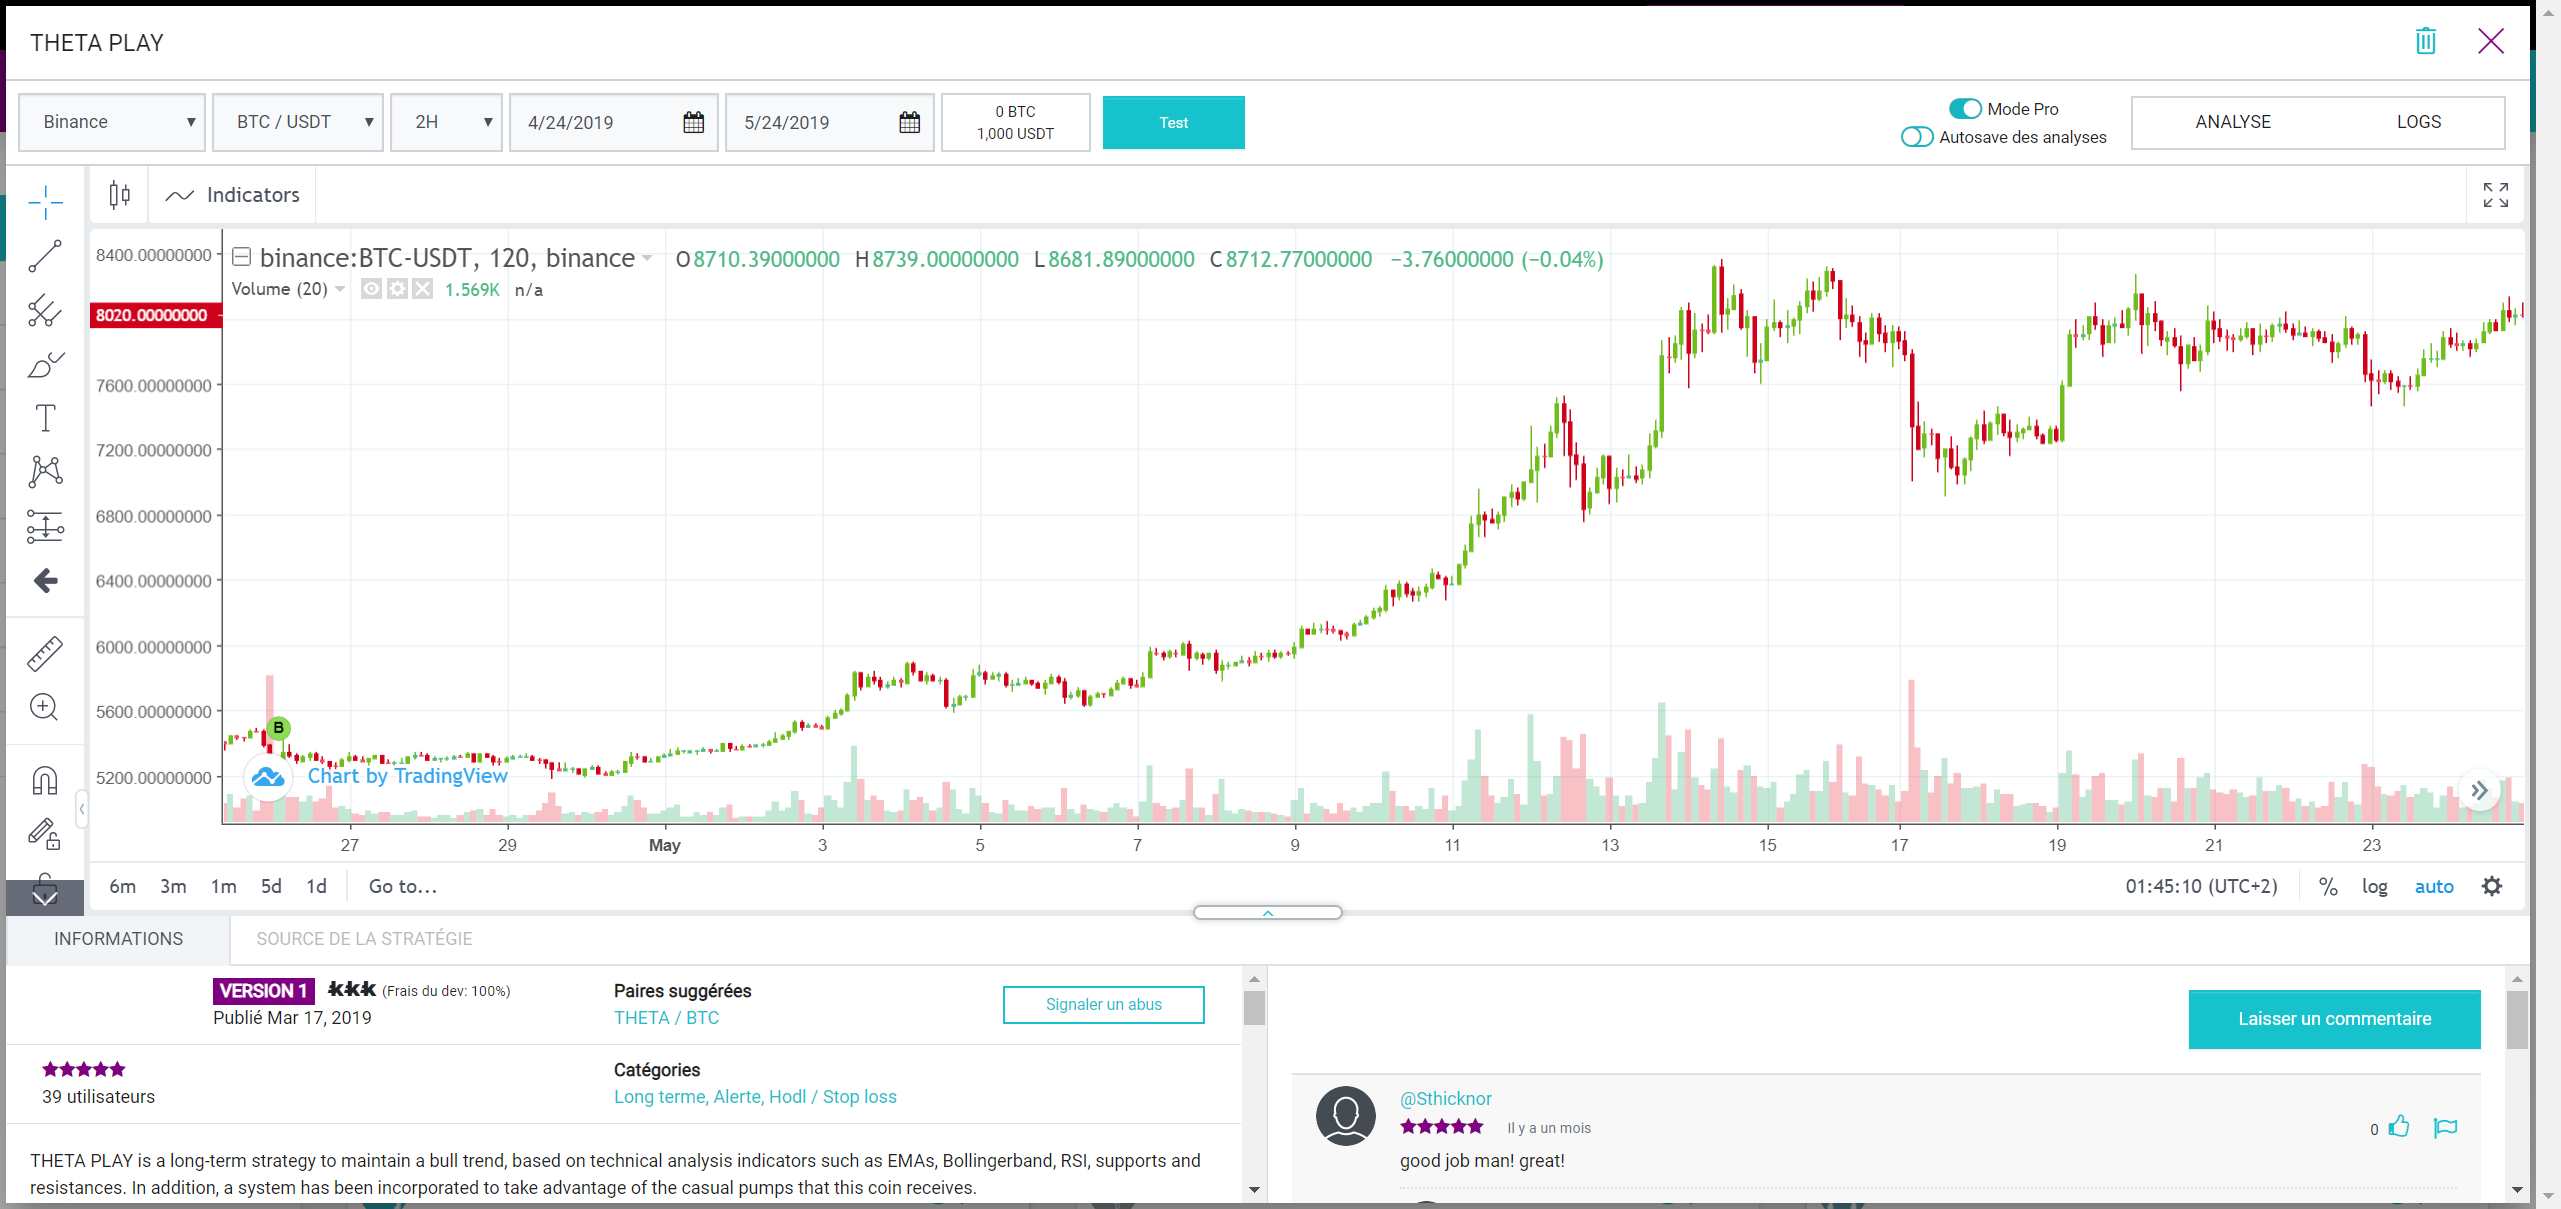 THETA PLAY
Binance
BTC / USDT
2H
4/24/2019
5/24/2019
0 BTC
1,000 USDT
Test
Mode Pro
Autosave des analyses
ANALYSE
LOGS
Indicators
binance:BTC-USDT, 120, binance O 8710.39000000 H 8739.00000000 L 8681.89000000 C 8712.77000000 −3.76000000 (−0.04%)
Volume (20) 1.569K n/a
8400.00000000
8020.00000000
7600.00000000
7200.00000000
6800.00000000
6400.00000000
6000.00000000
5600.00000000
5200.00000000
B
Chart by TradingView
27 29 May 3 5 7 9 11 13 15 17 19 21 23
6m 3m 1m 5d 1d Go to...
01:45:10 (UTC+2) % log auto
INFORMATIONS
SOURCE DE LA STRATÉGIE
VERSION 1 kkk (Frais du dev: 100%)
Publié Mar 17, 2019
Paires suggérées
THETA / BTC
Signaler un abus
39 utilisateurs
Catégories
Long terme, Alerte, Hodl / Stop loss
THETA PLAY is a long-term strategy to maintain a bull trend, based on technical analysis indicators such as EMAs, Bollingerband, RSI, supports and
resistances. In addition, a system has been incorporated to take advantage of the casual pumps that this coin receives.
Laisser un commentaire
@Sthicknor
Il y a un mois
0
good job man! great!